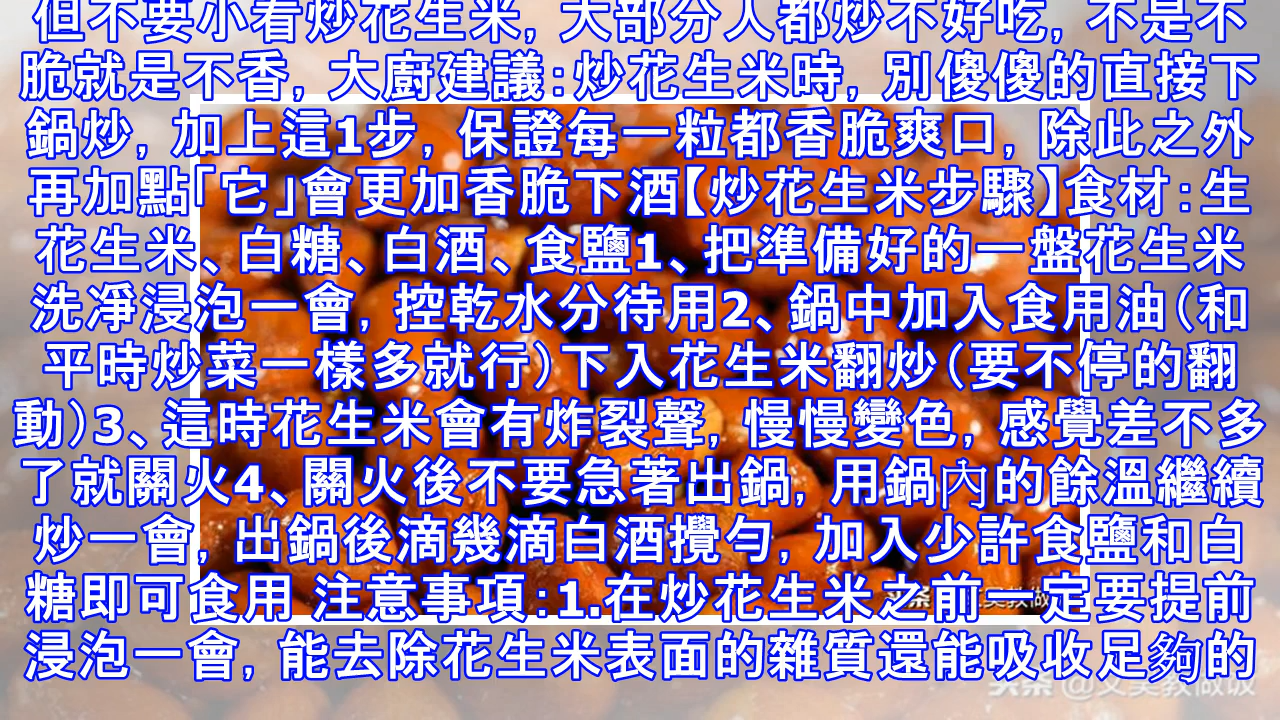 但不要小看炒花生米, 大部分人都炒不好吃, 不是不
脆就是不香, 大廚建議:炒花生米時, 別傻傻的直接下
鍋炒, 加上這1步, 保證每一粒都香脆爽口, 除此之外
再加點「它」會更加香脆下酒【炒花生米步驟】食材:生
花生米、白糖、白酒、食鹽1、把準備好的一盤花生米
洗凈浸泡一會, 控乾水分待用2、鍋中加入食用油(和
平時炒菜一樣多就行)下入花生米翻炒(要不停的翻
動)3、這時花生米會有炸裂聲, 慢慢變色, 感覺差不多
了就關火4、關火後不要急著出鍋, 用鍋內的餘溫繼續
炒一會, 出鍋後滴幾滴白酒攪勻, 加入少許食鹽和白
糖即可食用 注意事項:1.在炒花生米之前一定要提前
浸泡一會, 能去除花生米表面的雜質還能吸收足夠的